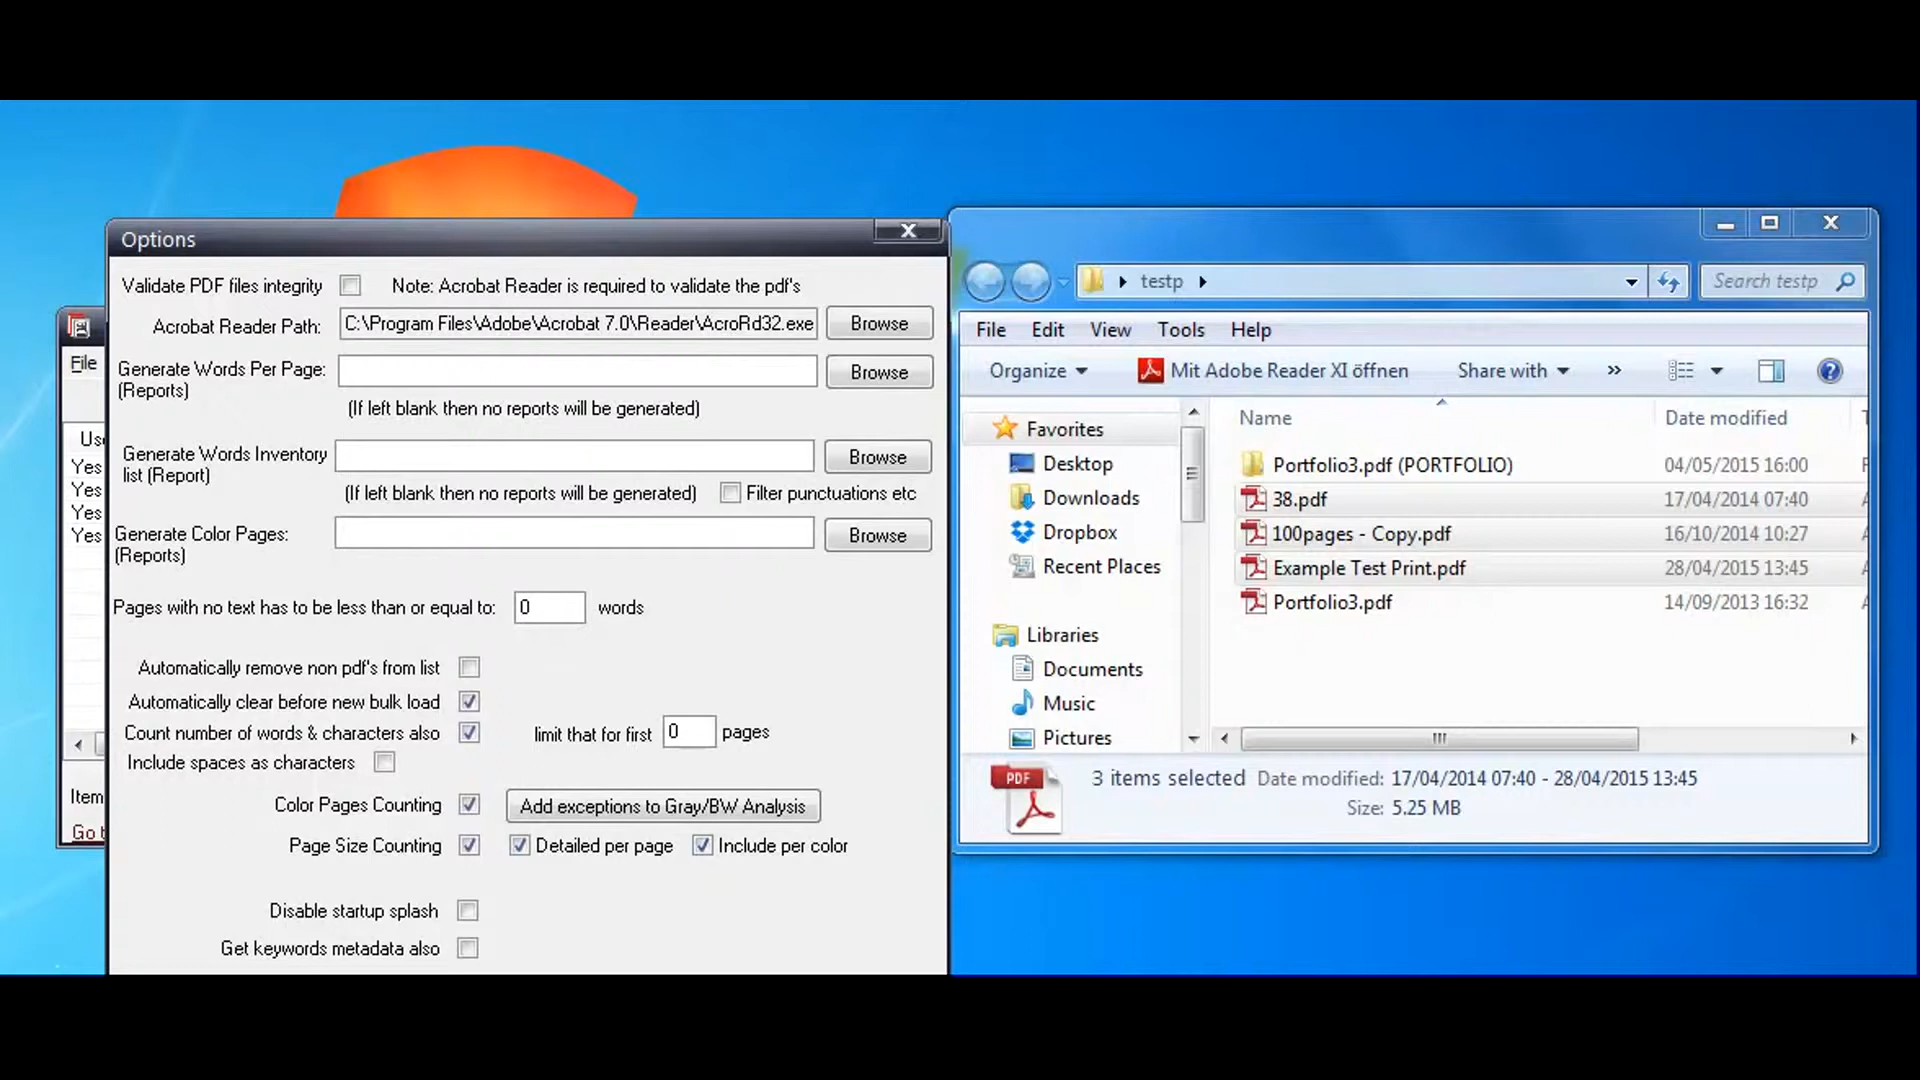 Options
Validate PDF files integrity
Note: Acrobat Reader is required to validate the pdf's
Acrobat Reader Path:
C:\Program Files\Adobe\Acrobat 7.0\Reader\AcroRd32.exe
Browse
Generate Words Per Page:
(Reports)
Browse
(If left blank then no reports will be generated)
Generate Words Inventory
list (Report)
Browse
(If left blank then no reports will be generated)
Filter punctuations etc
Generate Color Pages:
(Reports)
Browse
Pages with no text has to be less than or equal to:
0
words
Automatically remove non pdf's from list
Automatically clear before new bulk load
Count number of words & characters also
limit that for first
0
pages
Include spaces as characters
Color Pages Counting
Add exceptions to Gray/BW Analysis
Page Size Counting
Detailed per page
Include per color
Disable startup splash
Get keywords metadata also
File
Yes
Yes
Yes
Yes
testp
Search testp
File Edit View Tools Help
Organize
Mit Adobe Reader XI öffnen
Share with
»
Favorites
Desktop
Downloads
Dropbox
Recent Places
Libraries
Documents
Music
Pictures
Name Date modified
Portfolio3.pdf (PORTFOLIO) 04/05/2015 16:00
38.pdf 17/04/2014 07:40
100pages - Copy.pdf 16/10/2014 10:27
Example Test Print.pdf 28/04/2015 13:45
Portfolio3.pdf 14/09/2013 16:32
PDF
3 items selected Date modified: 17/04/2014 07:40 - 28/04/2015 13:45
Size: 5.25 MB